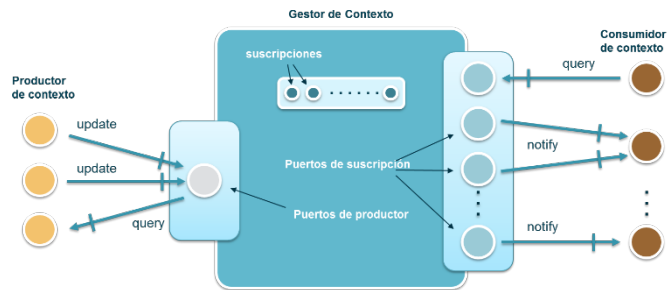 Gestor de Contexto
suscripciones
Productor
de contexto
update
update
query
Puertos de suscripción
Puertos de productor
Consumidor
de contexto
query
notify
notify